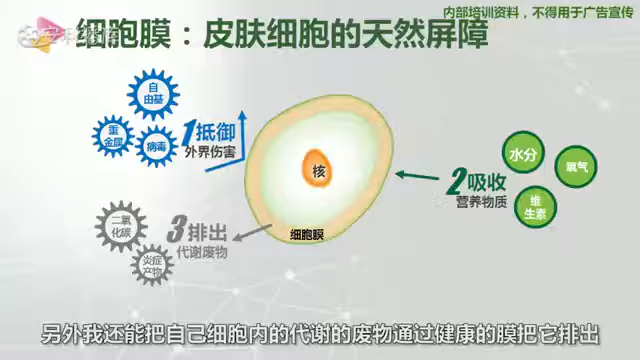 内部培训资料，不得用于广告宣传
细胞膜：皮肤细胞的天然屏障
自
由基
重
金属
病毒
1抵御
外界伤害
核
细胞膜
2吸收
营养物质
水分
氧气
维
生素
3排出
代谢废物
二氧
化碳
炎症
产物
另外我还能把自己细胞内的代谢的废物通过健康的膜把它排出